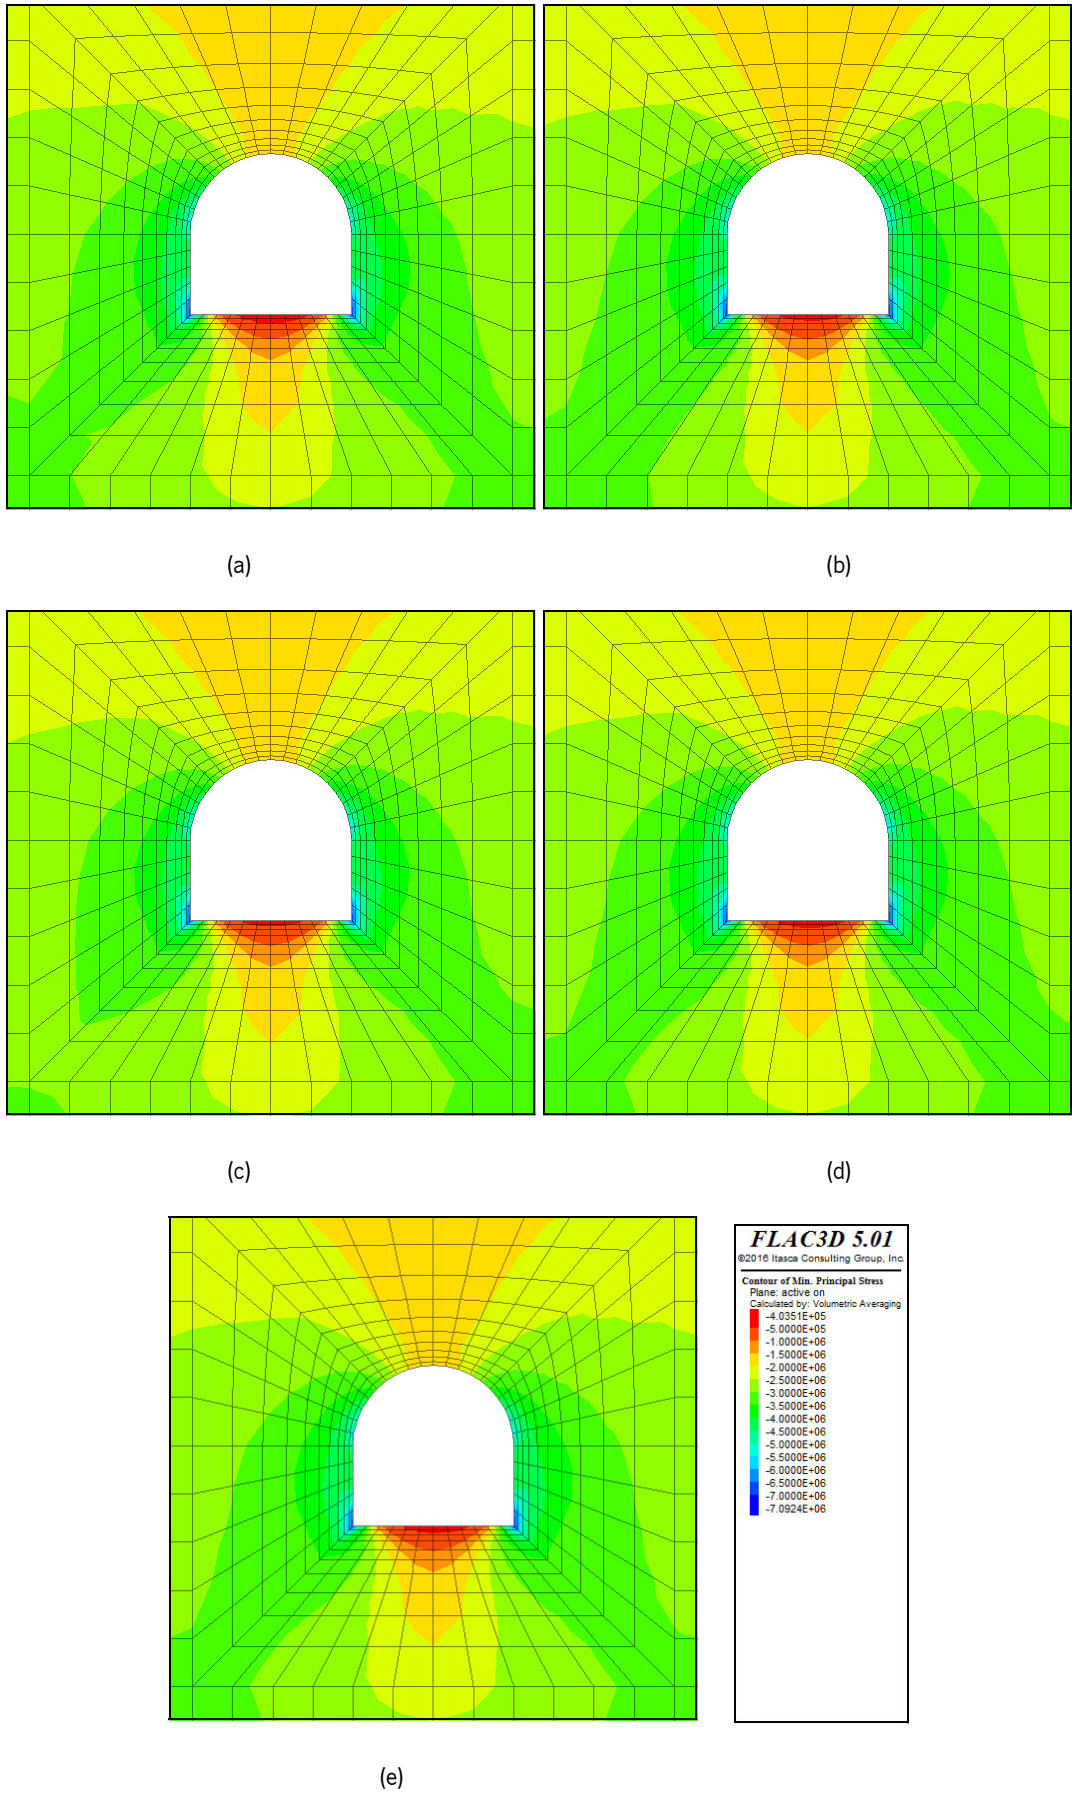 (a)
(b)
(c)
(d)
FLAC3D 5.01
©2016 Itasca Consulting Group, Inc.
Contour of Min. Principal Stress
Plane: active on
Calculated by: Volumetric Averaging
-4.0351E+05
-5.0000E+05
-1.0000E+06
-1.5000E+06
-2.0000E+06
-2.5000E+06
-3.0000E+06
-3.5000E+06
-4.0000E+06
-4.5000E+06
-5.0000E+06
-5.5000E+06
-6.0000E+06
-6.5000E+06
-7.0000E+06
-7.0924E+06
(e)